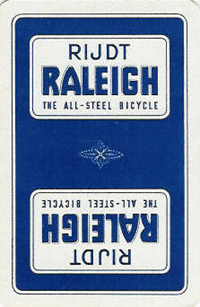 RIJDT
RALEIGH
THE ALL-STEEL BICYCLE
RIJDT
RALEIGH
THE ALL-STEEL BICYCLE